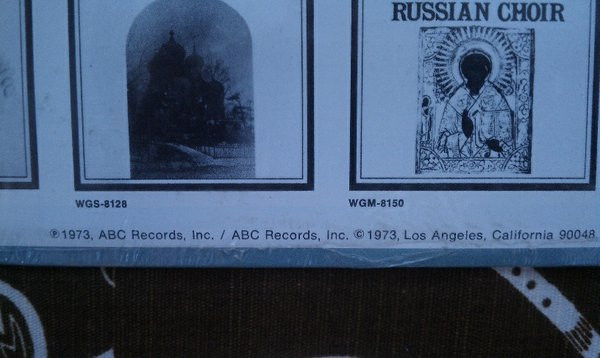 RUSSIAN CHOIR
WGS-8128
WGM-8150
℗1973, ABC Records, Inc. / ABC Records, Inc. ©1973, Los Angeles, California 90048.